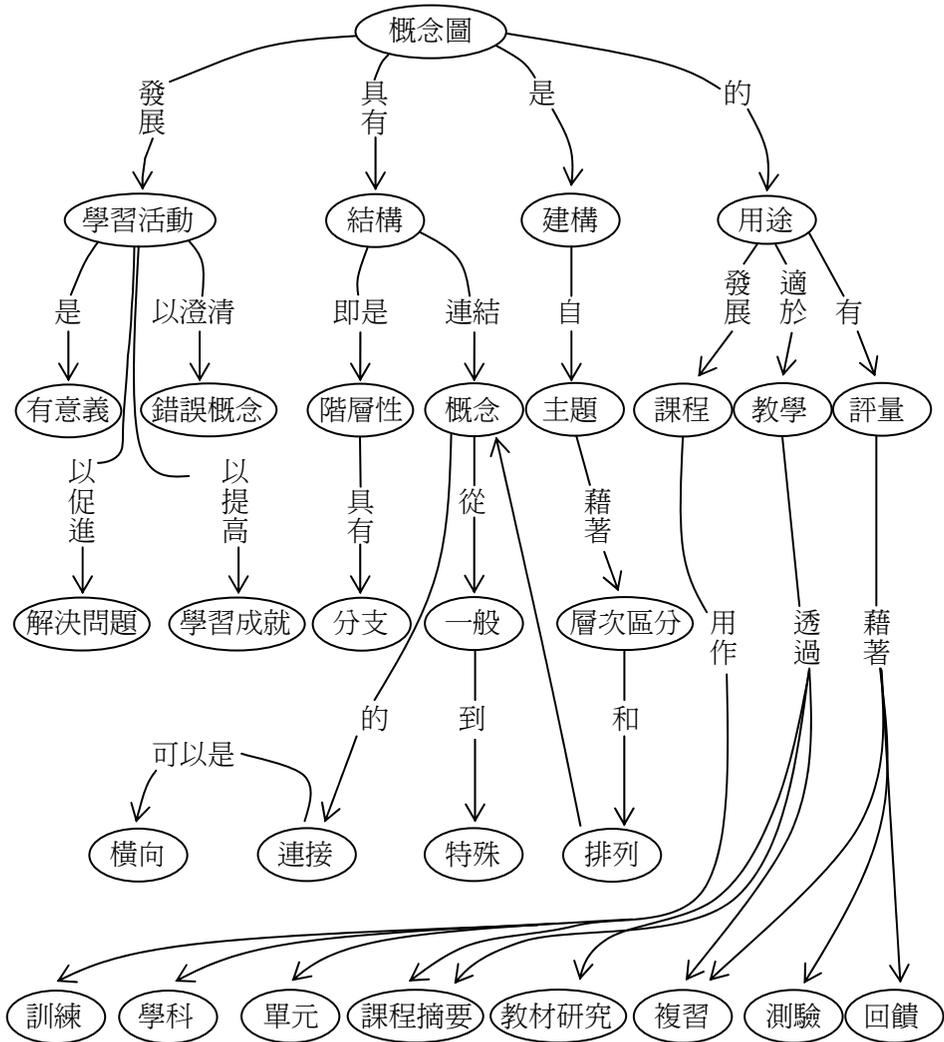 概念圖
發展
具有
是
的
學習活動
結構
建構
用途
是
以澄清
即是
連結
自
發展
適於
有
有意義
錯誤概念
階層性
概念
主題
課程
教學
評量
以促進
以提高
具有
從
藉著
解決問題
學習成就
分支
一般
層次區分
用作
透過
藉著
的
到
和
可以是
橫向
連接
特殊
排列
訓練
學科
單元
課程摘要
教材研究
複習
測驗
回饋